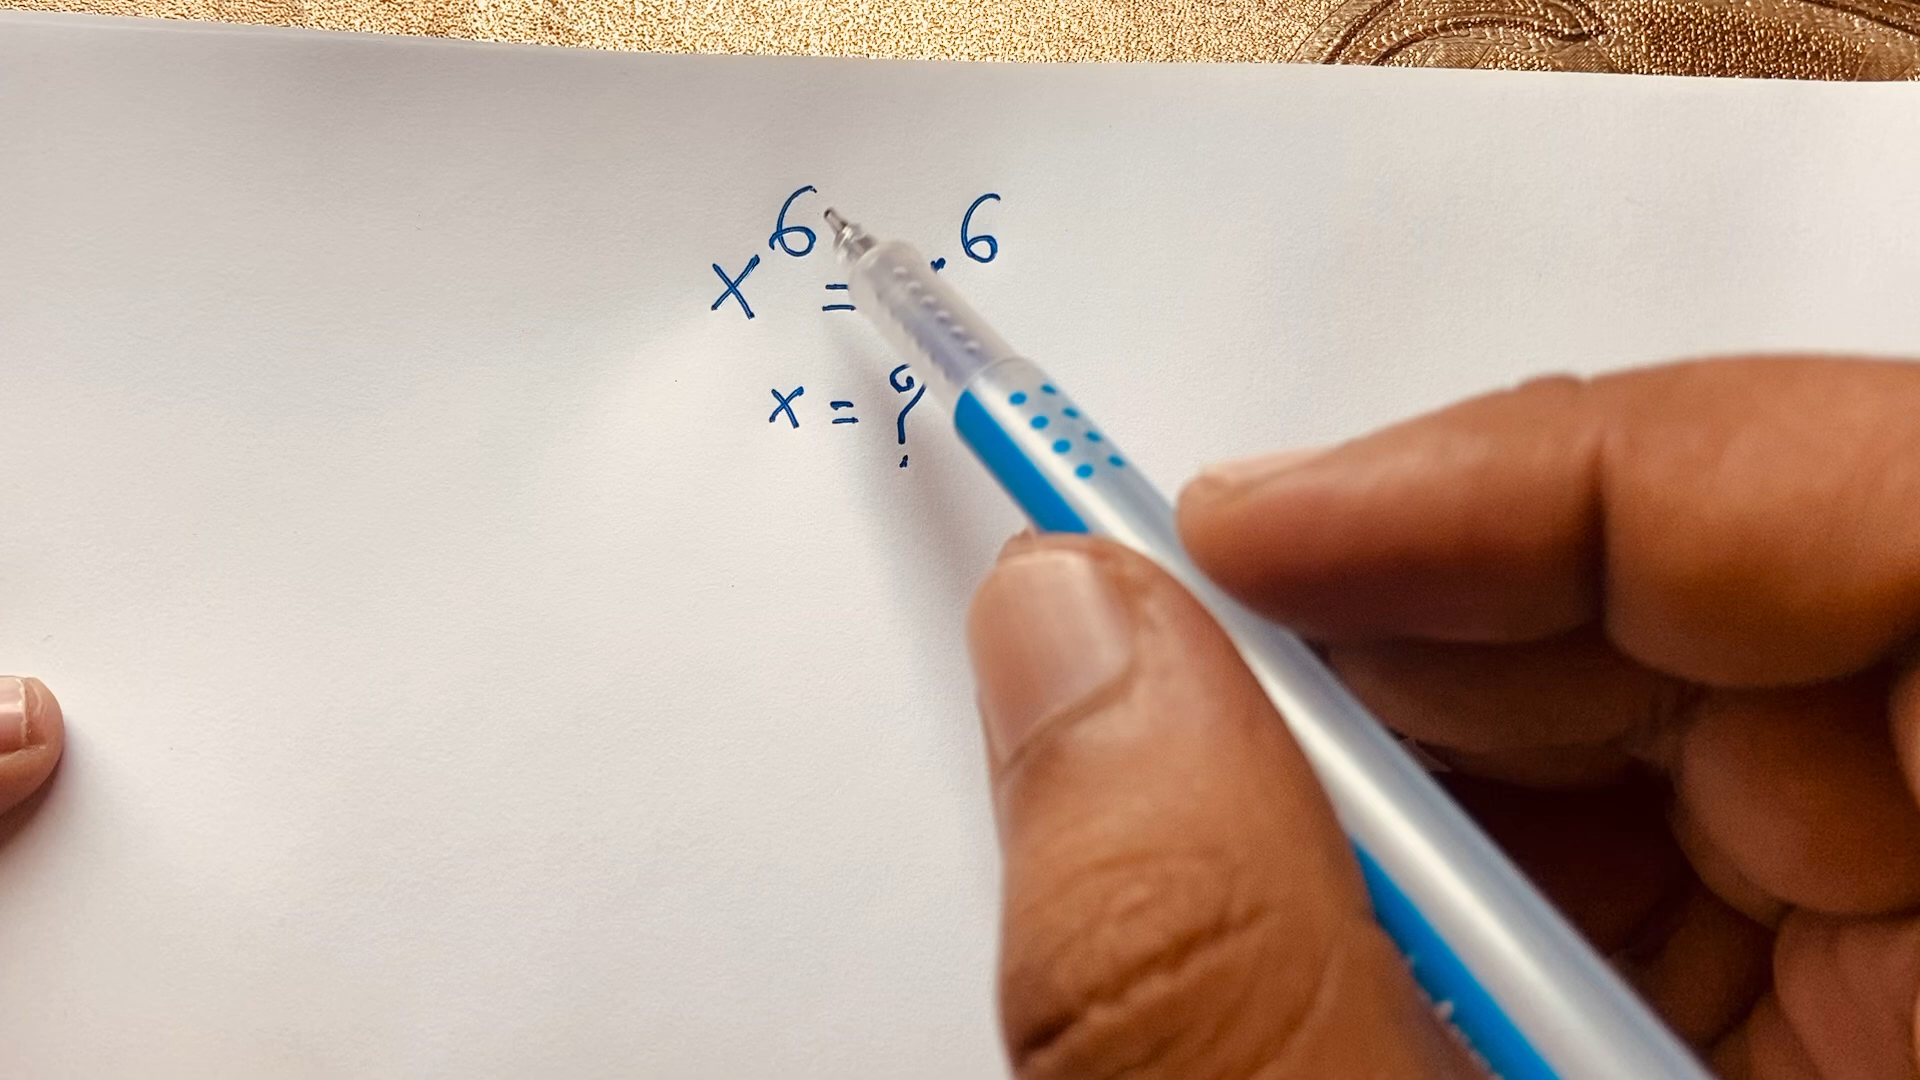 x⁶ = ⁶
x = ?